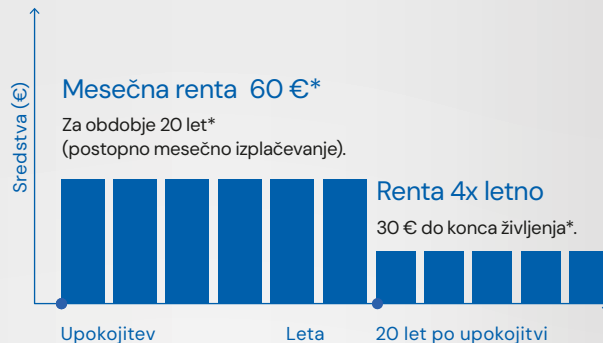 Sredstva (€)
Mesečna renta 60 €*
Za obdobje 20 let*
(postopno mesečno izplačevanje).
Renta 4x letno
30 € do konca življenja*.
Upokojitev
Leta
20 let po upokojitvi